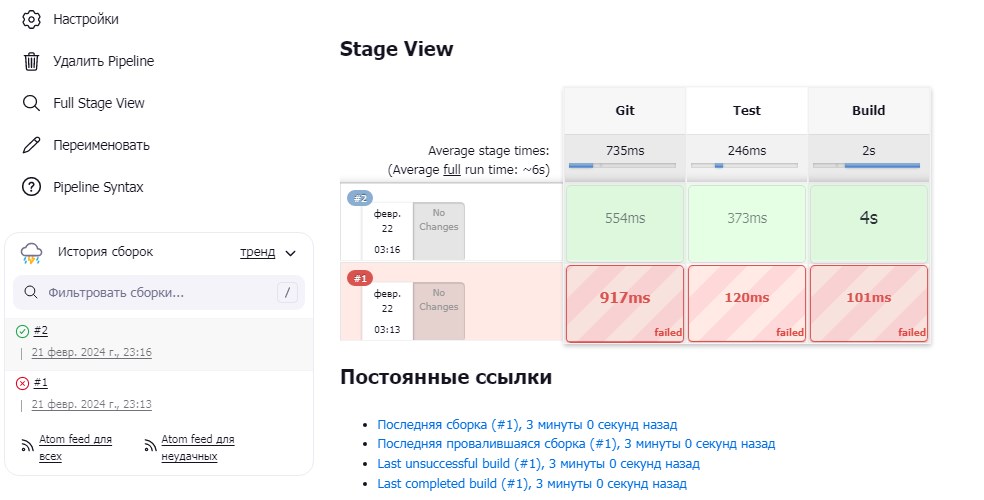 Настройки
Удалить Pipeline
Full Stage View
Переименовать
Pipeline Syntax
История сборок
тренд
Фильтровать сборки...
/
#2
21 февр. 2024 г., 23:16
#1
21 февр. 2024 г., 23:13
Atom feed для
всех
Atom feed для
неудачных
Stage View
Git
Test
Build
Average stage times:
(Average full run time: ~6s)
735ms
246ms
2s
#2
февр.
22
03:16
No
Changes
554ms
373ms
4s
#1
февр.
22
03:13
No
Changes
917ms
failed
120ms
failed
101ms
failed
Постоянные ссылки
Последняя сборка (#1), 3 минуты 0 секунд назад
Последняя провалившаяся сборка (#1), 3 минуты 0 секунд назад
Last unsuccessful build (#1), 3 минуты 0 секунд назад
Last completed build (#1), 3 минуты 0 секунд назад